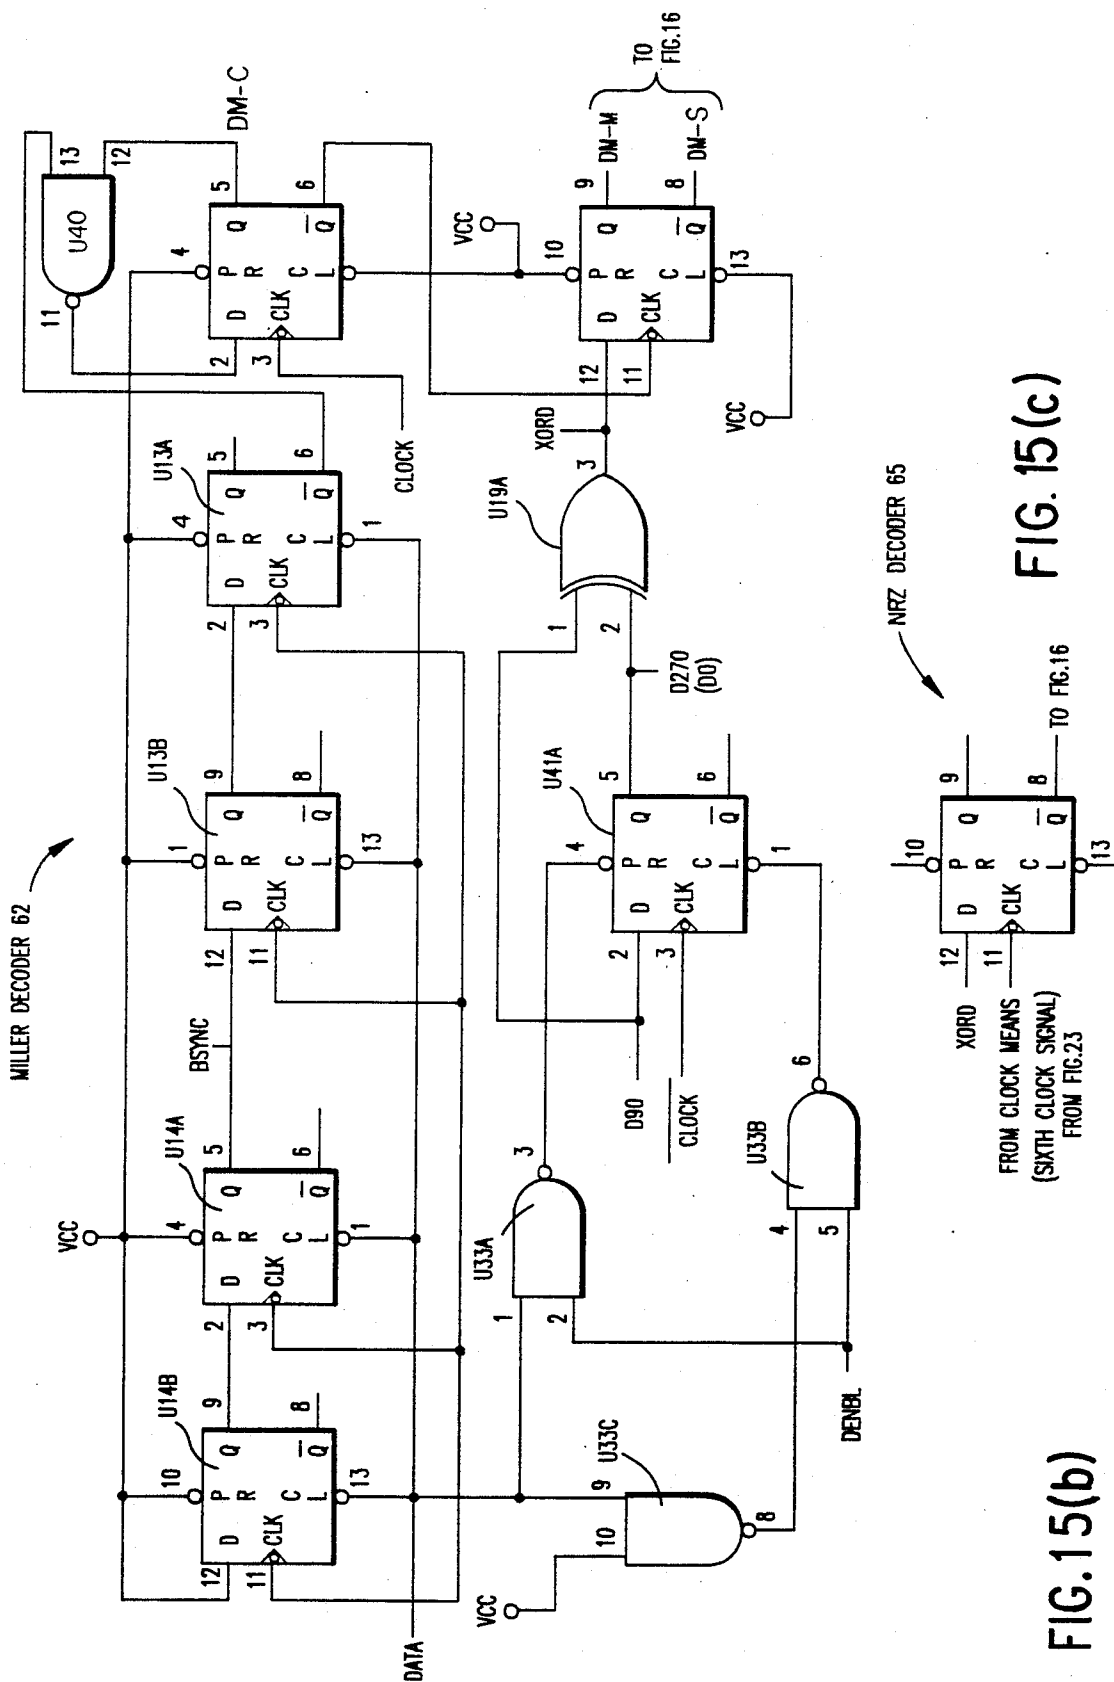 MILLER DECODER 62
VCC
U14B
U14A
BSYNC
U13B
U13A
U40
11
13
12
DM-C
10
12
11
9
8
13
D
P
R
C
L
CLK
Q
Q
4
2
3
5
6
1
D
P
R
C
L
CLK
Q
Q
1
12
11
9
8
13
D
P
R
C
L
CLK
Q
Q
4
2
3
5
6
1
D
P
R
C
L
CLK
Q
Q
4
2
3
5
6
D
P
R
C
L
CLK
Q
Q
CLOCK
DATA
VCC
10
9
8
U33C
1
2
3
U33A
4
5
6
U33B
DENBL
D90
CLOCK
U41A
4
2
3
5
6
1
D
P
R
C
L
CLK
Q
Q
D270
(D0)
1
2
3
U19A
XORD
VCC
10
12
11
9
8
13
D
P
R
C
L
CLK
Q
Q
VCC
DM-M
DM-S
TO
FIG.16
FIG.15(b)
NRZ DECODER 65
10
12
11
9
8
13
D
P
R
C
L
CLK
Q
Q
XORD
FROM CLOCK MEANS
(SIXTH CLOCK SIGNAL)
FROM FIG.23
TO FIG.16
FIG. 15(c)